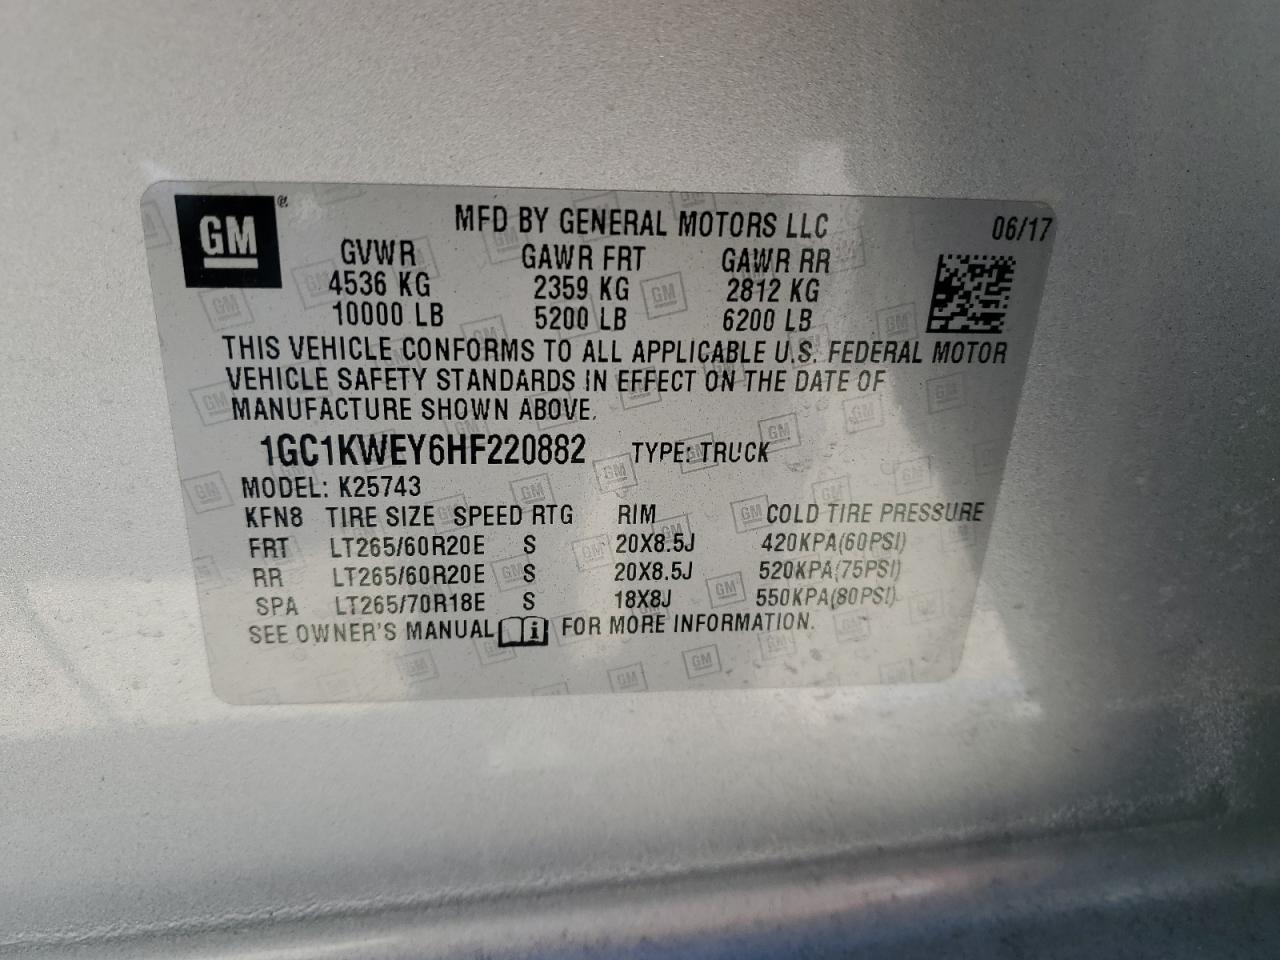 GM®
MFD BY GENERAL MOTORS LLC 06/17
GVWR GAWR FRT GAWR RR
4536 KG 2359 KG 2812 KG
10000 LB 5200 LB 6200 LB
THIS VEHICLE CONFORMS TO ALL APPLICABLE U.S. FEDERAL MOTOR
VEHICLE SAFETY STANDARDS IN EFFECT ON THE DATE OF
MANUFACTURE SHOWN ABOVE.
1GC1KWEY6HF220882 TYPE: TRUCK
MODEL: K25743
KFN8 TIRE SIZE SPEED RTG RIM COLD TIRE PRESSURE
FRT LT265/60R20E S 20X8.5J 420KPA(60PSI)
RR LT265/60R20E S 20X8.5J 520KPA(75PSI)
SPA LT265/70R18E S 18X8J 550KPA(80PSI)
SEE OWNER'S MANUAL i FOR MORE INFORMATION.